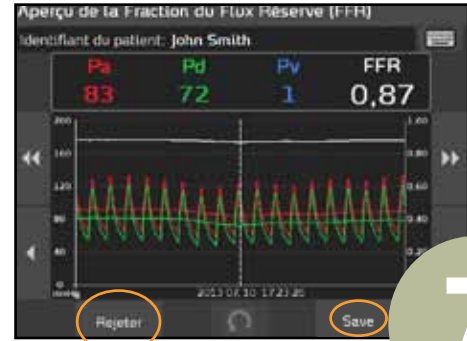 Aperçu de la Fraction du Flux Réserve (FFR)
Identifiant du patient: John Smith
Pa Pd Pv FFR
83 72 1 0,87
200 1.00
160 0.80
120 0.60
80 0.40
40 0.20
0
mmHg 2013.07.10 17:23:20
Rejeter Save